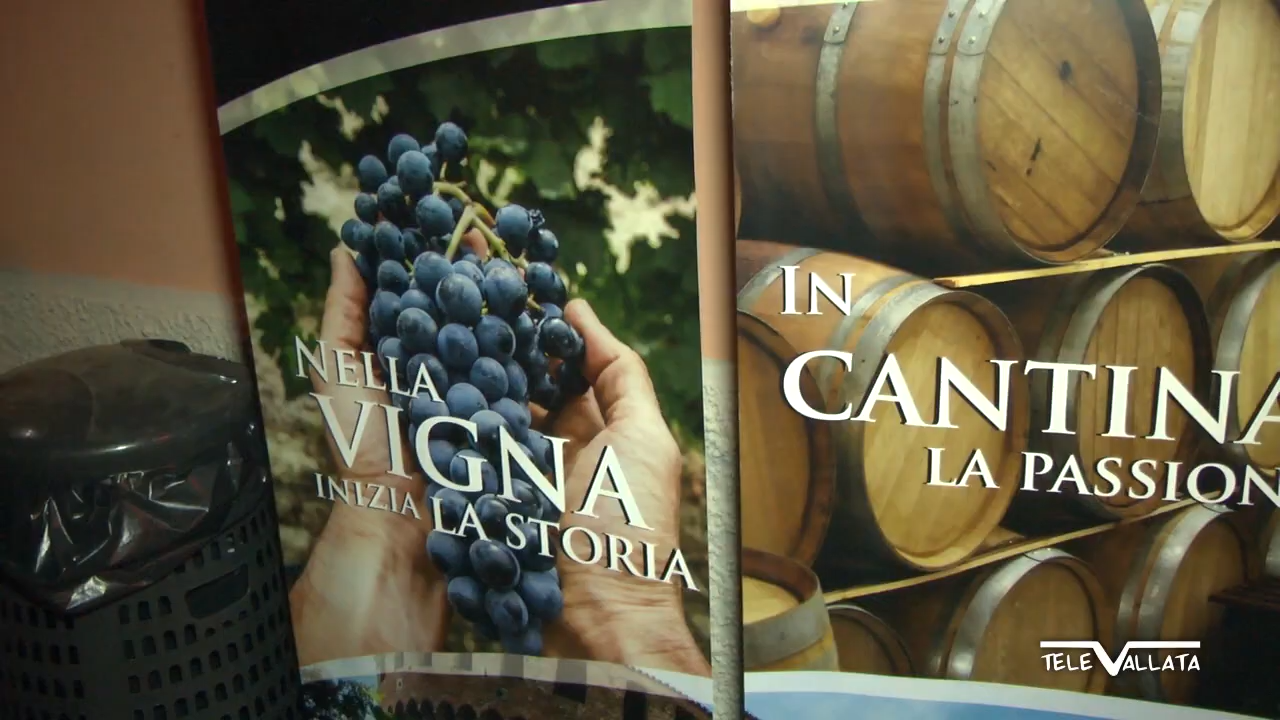 NELLA
VIGNA
INIZIA LA STORIA
IN
CANTINA
LA PASSION
TELEVALLATA